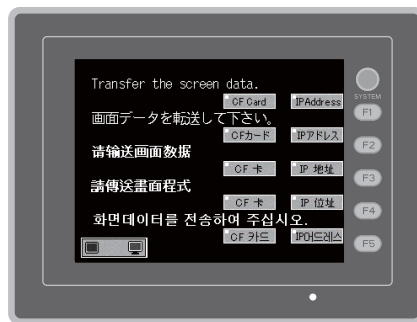 Transfer the screen data.
CF Card IPAddress
SYSTEM
F1
画面データを転送して下さい。
CFカード IPアドレス
F2
请输送画面数据
CF 卡 IP 地址
F3
請傳送畫面程式
CF 卡 IP 位址
F4
화면데이터를 전송하여 주십시오.
CF 카드 IP어드레스
F5